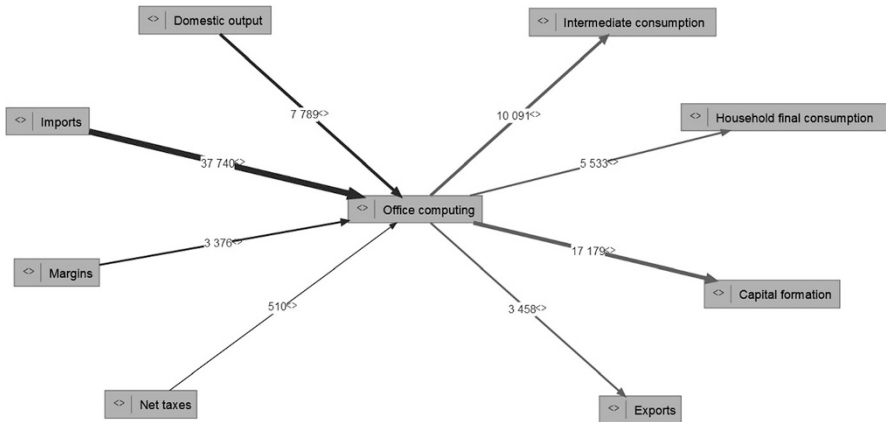 <> Domestic output
<> Intermediate consumption
<> Imports
7 789<>
10 091<>
<> Household final consumption
37 740<>
5 533<>
<> Office computing
3 376<>
17 179<>
<> Margins
<> Capital formation
510<>
3 458<>
<> Net taxes
<> Exports